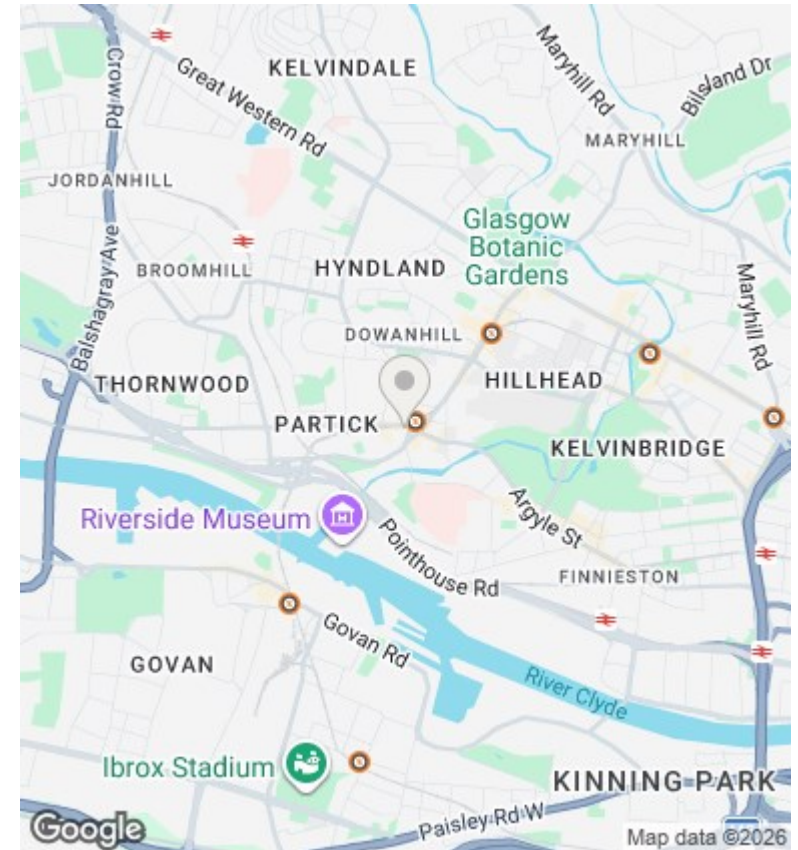 KELVINDALE
Crow Rd
Great Western Rd
Maryhill Rd
Bilsland Dr
MARYHILL
JORDANHILL
Glasgow
Botanic
Gardens
BROOMHILL
HYNDLAND
Balshagray Ave
Maryhill Rd
DOWANHILL
THORNWOOD
HILLHEAD
PARTICK
KELVINBRIDGE
Riverside Museum
Argyle St
Pointhouse Rd
FINNIESTON
Govan Rd
GOVAN
River Clyde
Ibrox Stadium
KINNING PARK
Paisley Rd W
Google
Map data ©2026